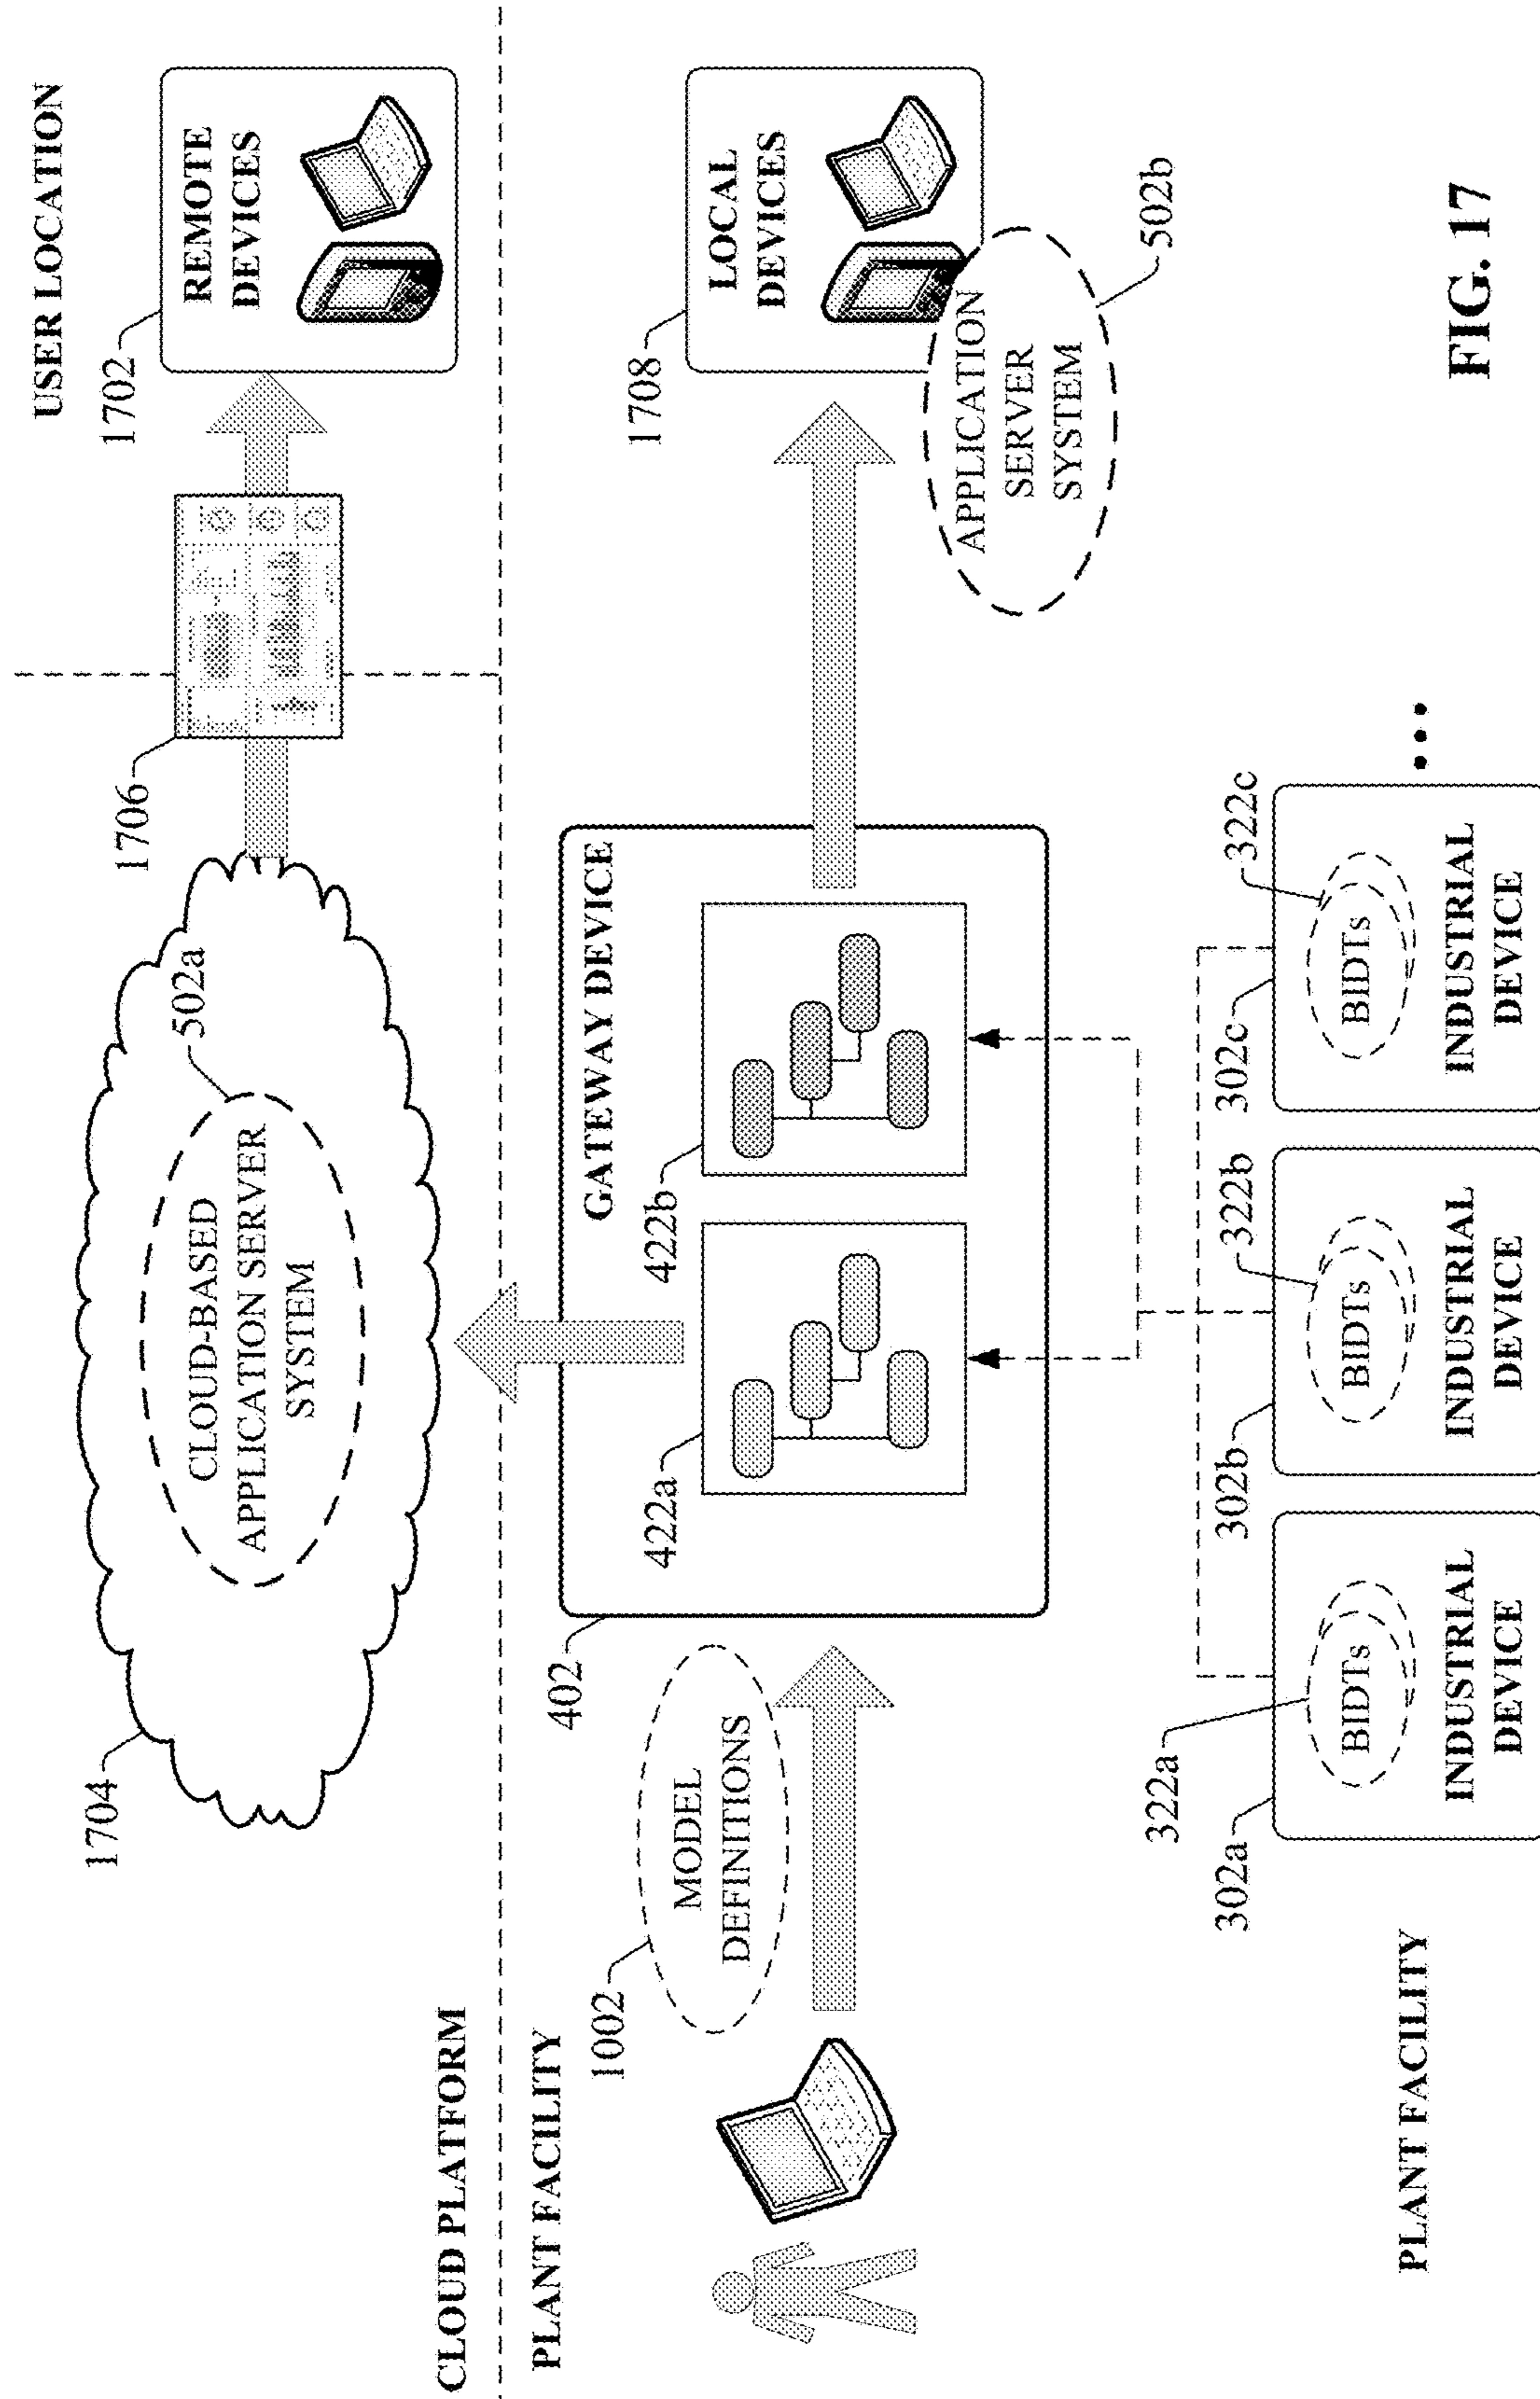 CLOUD PLATFORM
USER LOCATION
1704
CLOUD-BASED
APPLICATION SERVER
SYSTEM
502a
1706
1702
REMOTE
DEVICES
PLANT FACILITY
1002
MODEL
DEFINITIONS
402
GATEWAY DEVICE
422a
422b
1708
LOCAL
DEVICES
APPLICATION
SERVER
SYSTEM
502b
302a
322a
BIDTs
INDUSTRIAL
DEVICE
302b
322b
BIDTs
INDUSTRIAL
DEVICE
302c
322c
BIDTs
INDUSTRIAL
DEVICE
...
PLANT FACILITY
FIG. 17